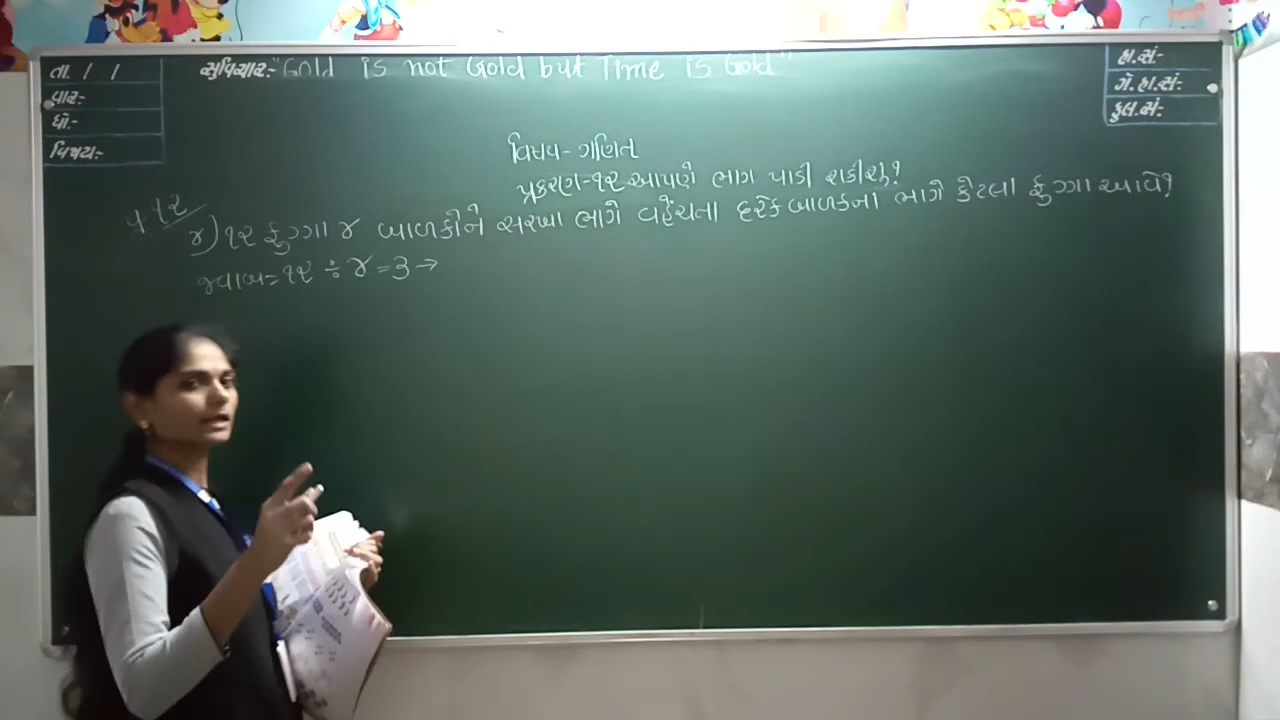 તા. / /
વાર:-
ધો.:-
વિષય:-
સુવિચાર:- "Gold is not Gold but Time is Gold"
હા.સં:-
ગે.હા.સં:-
કુલ.સં:-
વિષય- ગણિત
પ્રકરણ-૧૨ આપણે ભાગ પાડી શકીશું?
૧૨
૪) ૧૨ ફુગ્ગા ૪ બાળકોને સરખા ભાગે વહેંચતા દરેક બાળકના ભાગે કેટલા ફુગ્ગા આવે?
જવાબ= ૧૨ ÷ ૪ = ૩ →